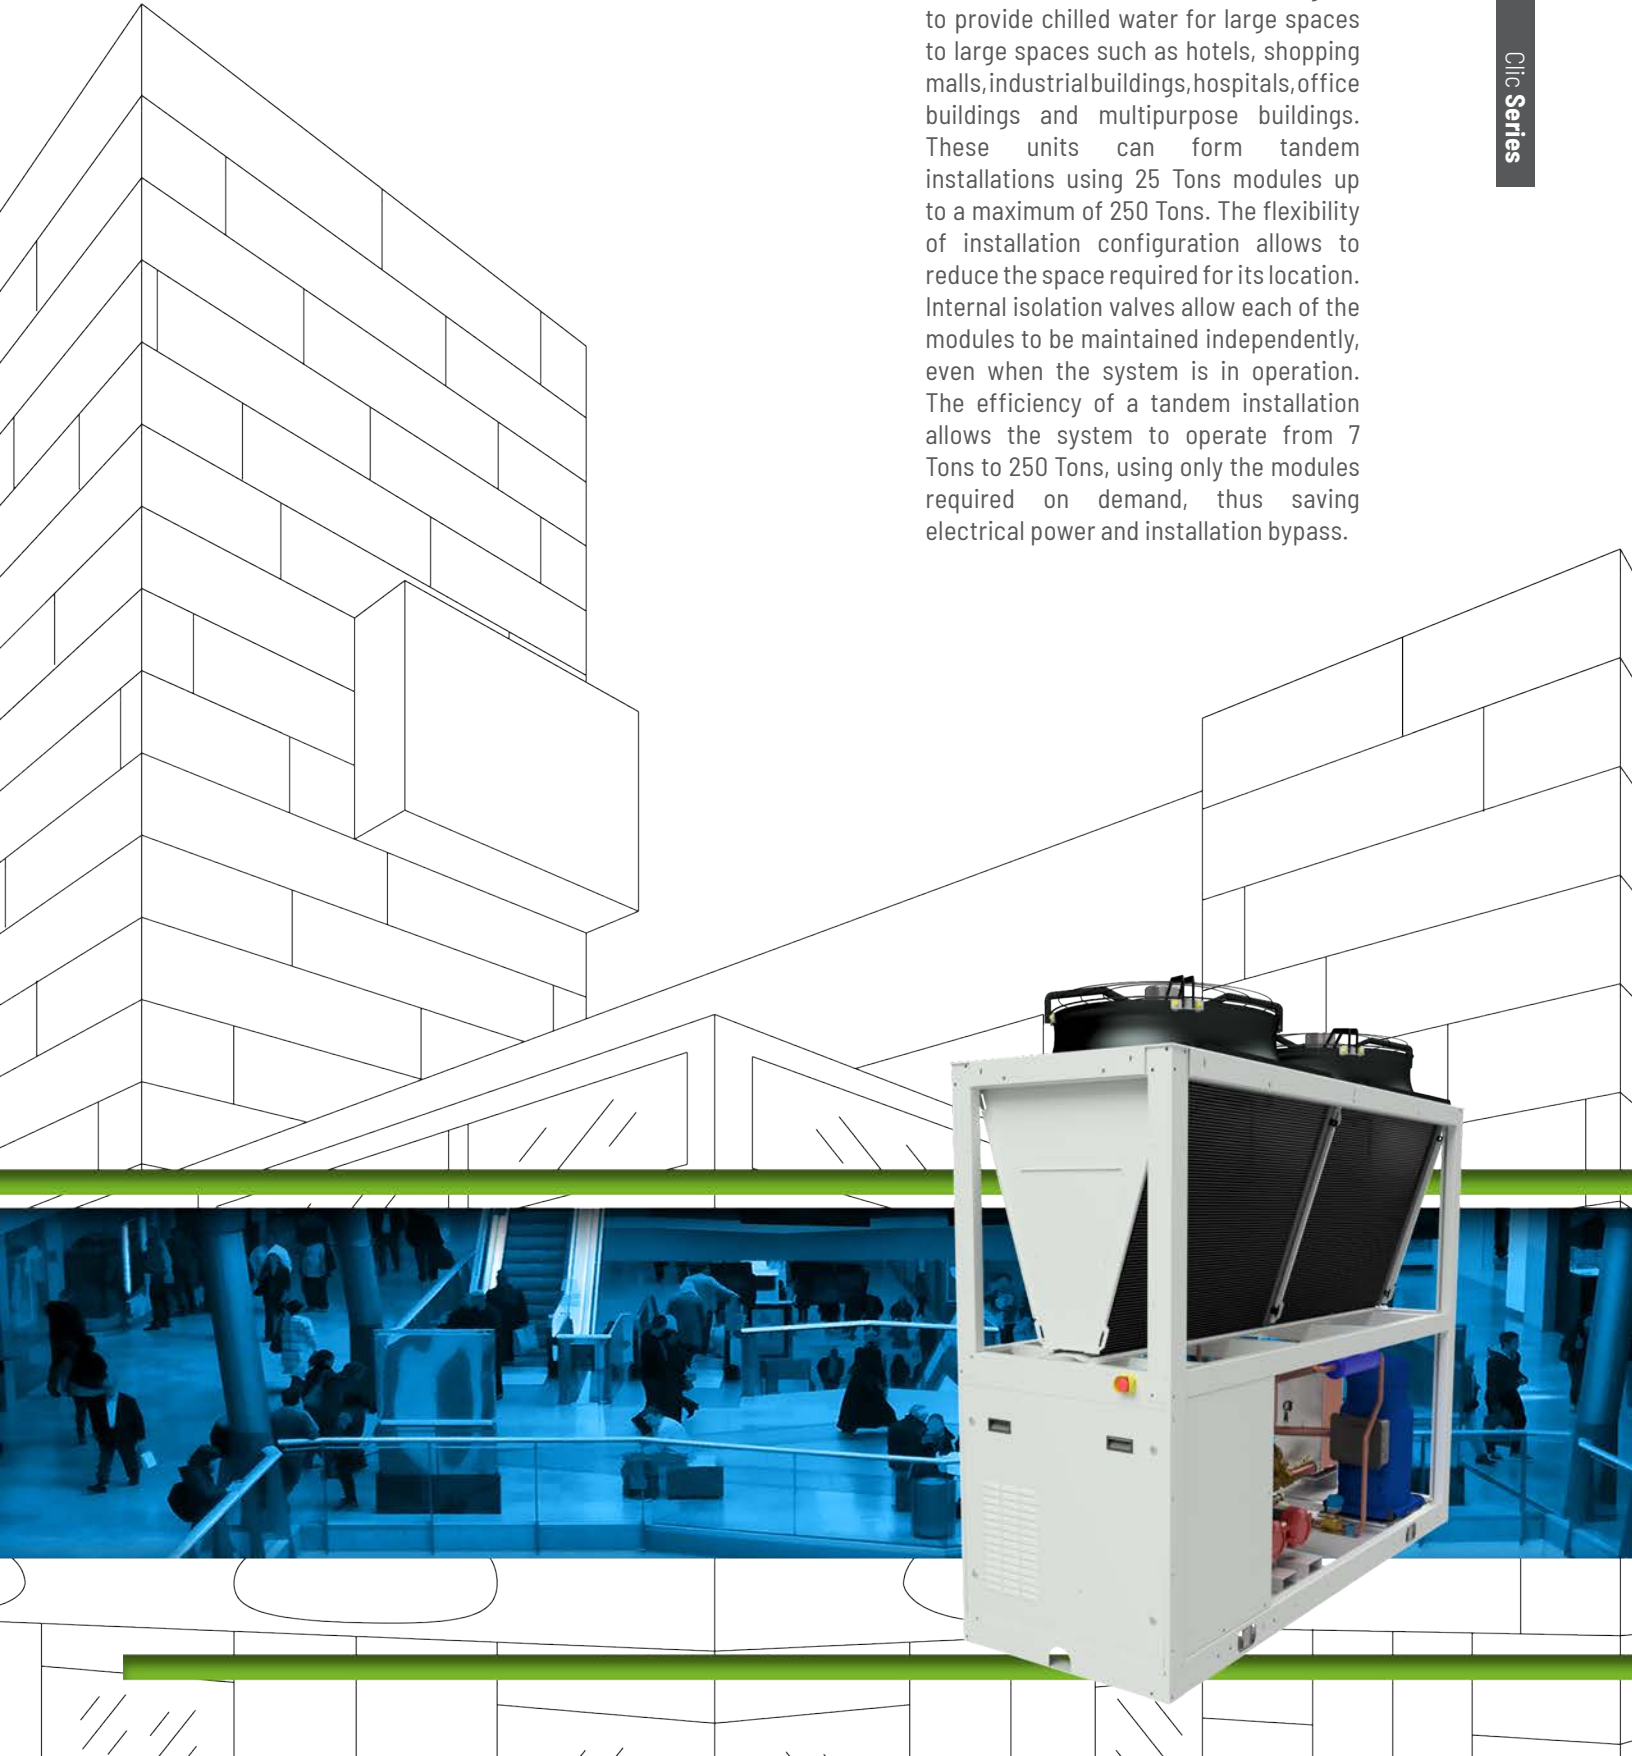 to provide chilled water for large spaces
to large spaces such as hotels, shopping
malls, industrial buildings, hospitals, office
buildings and multipurpose buildings.
These units can form tandem
installations using 25 Tons modules up
to a maximum of 250 Tons. The flexibility
of installation configuration allows to
reduce the space required for its location.
Internal isolation valves allow each of the
modules to be maintained independently,
even when the system is in operation.
The efficiency of a tandem installation
allows the system to operate from 7
Tons to 250 Tons, using only the modules
required on demand, thus saving
electrical power and installation bypass.
Clic Series